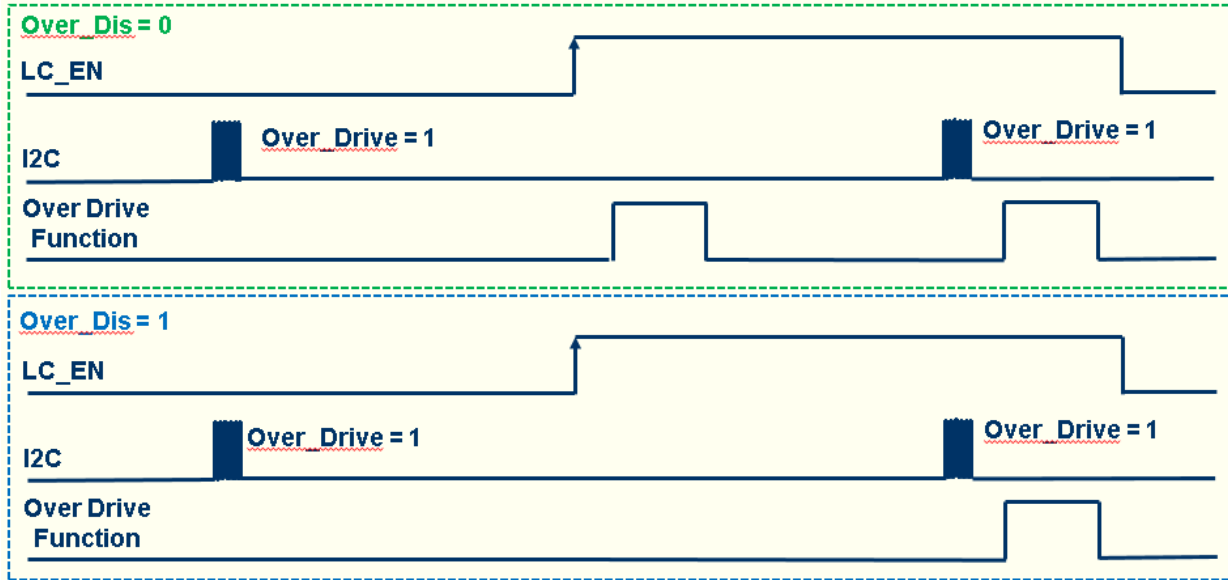 Over_Dis = 0
LC_EN
Over_Drive = 1
Over_Drive = 1
I2C
Over Drive
Function
Over_Dis = 1
LC_EN
Over_Drive = 1
Over_Drive = 1
I2C
Over Drive
Function